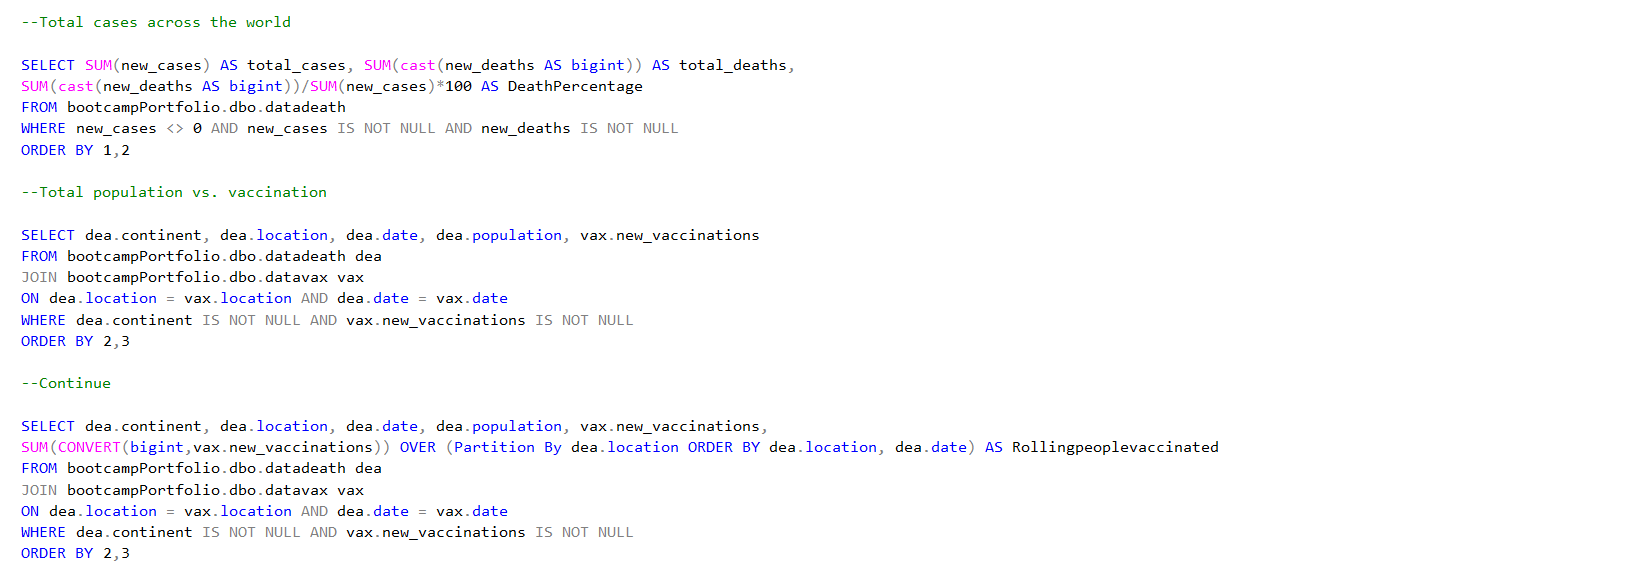 --Total cases across the world
SELECT SUM(new_cases) AS total_cases, SUM(cast(new_deaths AS bigint)) AS total_deaths,
SUM(cast(new_deaths AS bigint))/SUM(new_cases)*100 AS DeathPercentage
FROM bootcampPortfolio.dbo.datadeath
WHERE new_cases <> 0 AND new_cases IS NOT NULL AND new_deaths IS NOT NULL
ORDER BY 1,2
--Total population vs. vaccination
SELECT dea.continent, dea.location, dea.date, dea.population, vax.new_vaccinations
FROM bootcampPortfolio.dbo.datadeath dea
JOIN bootcampPortfolio.dbo.datavax vax
ON dea.location = vax.location AND dea.date = vax.date
WHERE dea.continent IS NOT NULL AND vax.new_vaccinations IS NOT NULL
ORDER BY 2,3
--Continue
SELECT dea.continent, dea.location, dea.date, dea.population, vax.new_vaccinations,
SUM(CONVERT(bigint,vax.new_vaccinations)) OVER (Partition By dea.location ORDER BY dea.location, dea.date) AS Rollingpeoplevaccinated
FROM bootcampPortfolio.dbo.datadeath dea
JOIN bootcampPortfolio.dbo.datavax vax
ON dea.location = vax.location AND dea.date = vax.date
WHERE dea.continent IS NOT NULL AND vax.new_vaccinations IS NOT NULL
ORDER BY 2,3